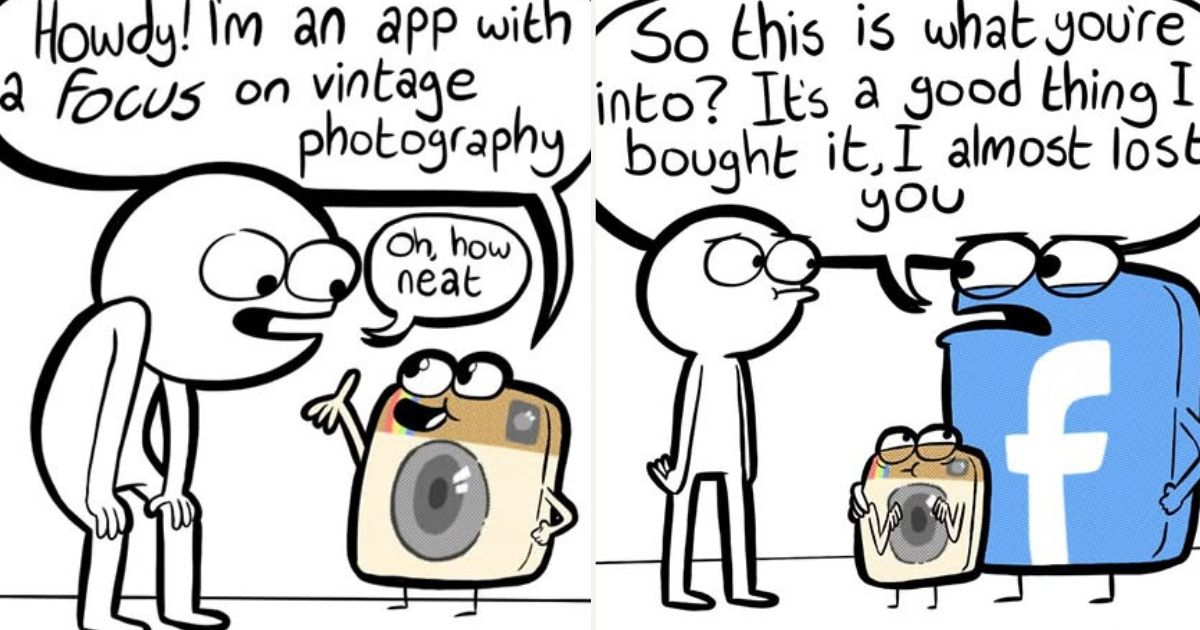 Howdy! I'm an app with
a FOCUS on vintage
photography
Oh, how
neat
So this is what you're
into? It's a good thing I
bought it, I almost lost
you
f